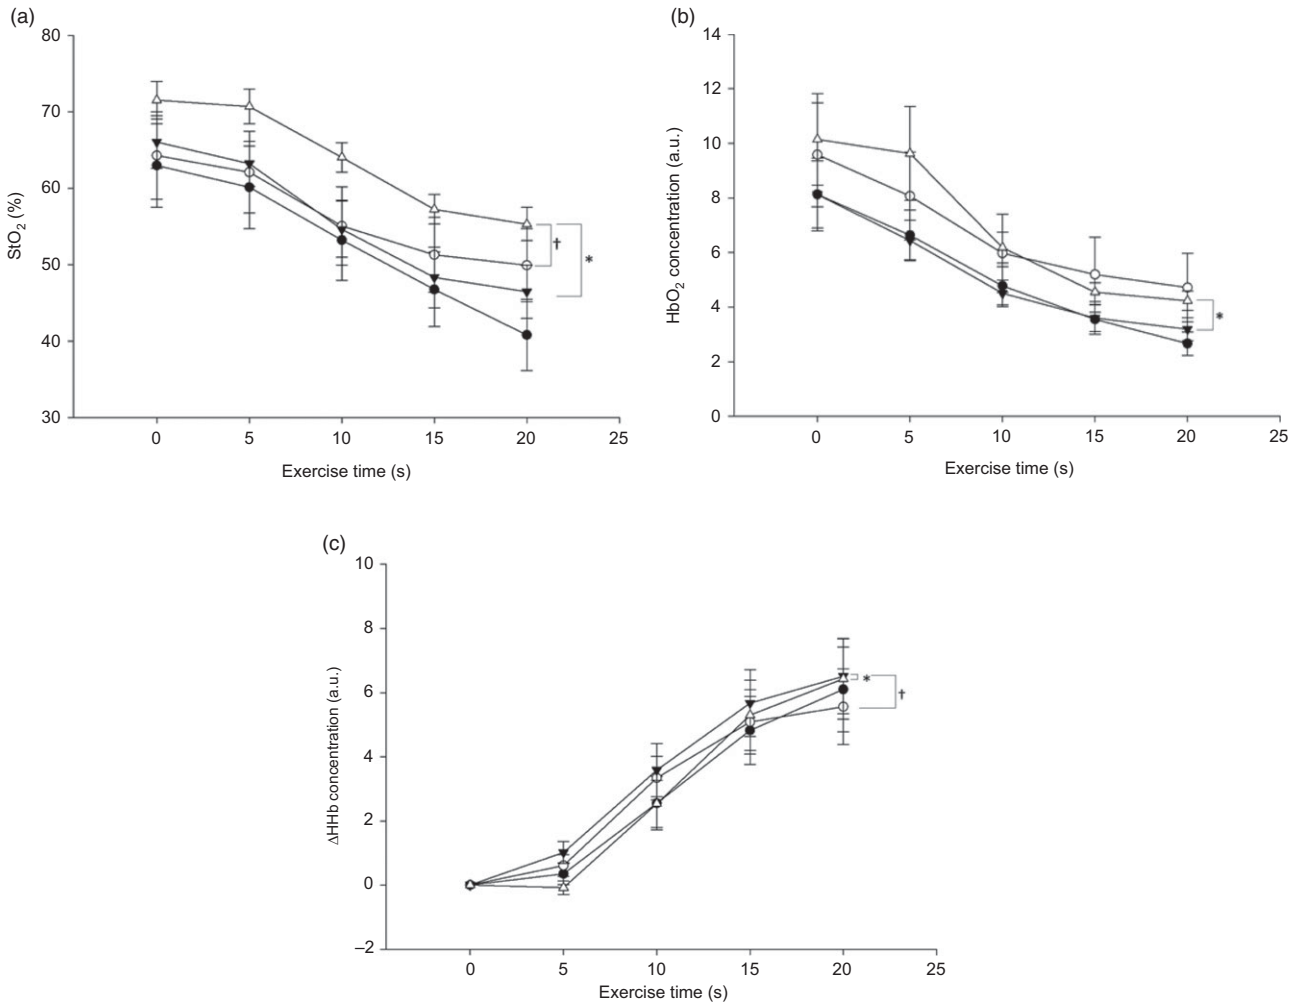 (a)
80
70
60
50
40
30
StO2 (%)
†
*
0 5 10 15 20 25
Exercise time (s)
(b)
14
12
10
8
6
4
2
0
HbO2 concentration (a.u.)
*
0 5 10 15 20 25
Exercise time (s)
(c)
10
8
6
4
2
0
–2
ΔHHb concentration (a.u.)
*
†
0 5 10 15 20 25
Exercise time (s)